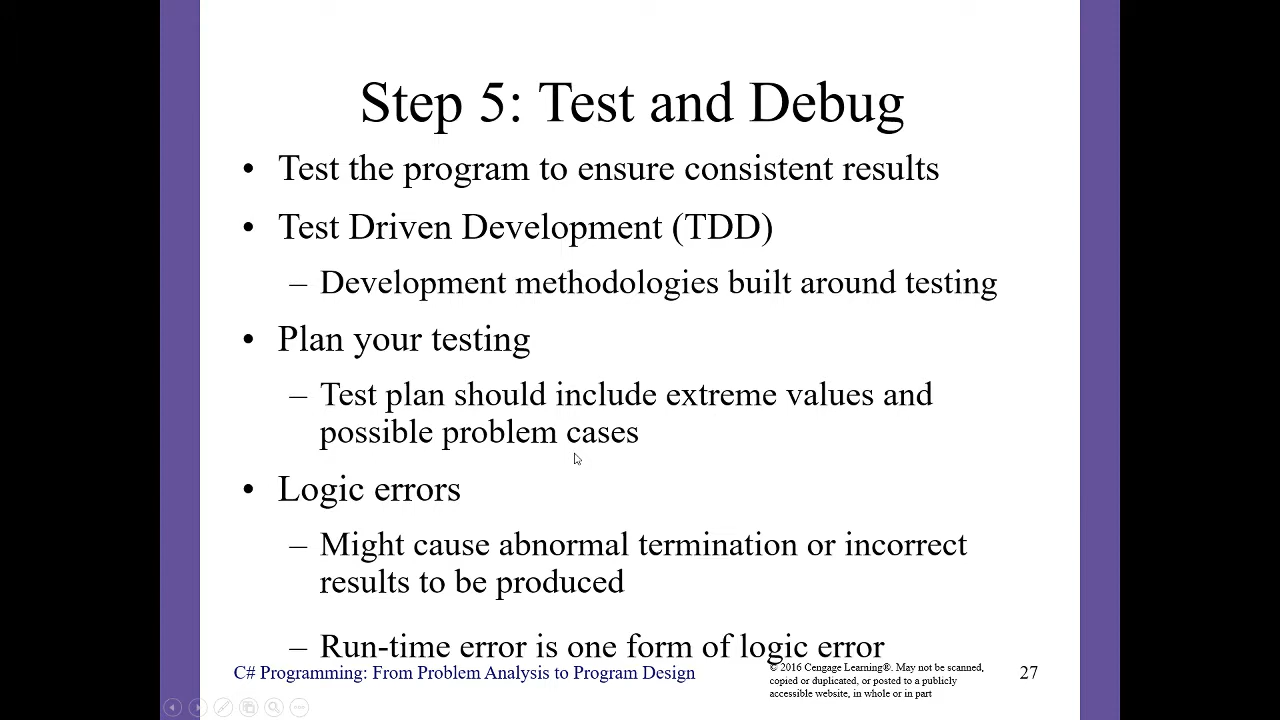 Step 5: Test and Debug
• Test the program to ensure consistent results
• Test Driven Development (TDD)
– Development methodologies built around testing
• Plan your testing
– Test plan should include extreme values and
possible problem cases
• Logic errors
– Might cause abnormal termination or incorrect
results to be produced
– Run-time error is one form of logic error
C# Programming: From Problem Analysis to Program Design
© 2016 Cengage Learning®. May not be scanned,
copied or duplicated, or posted to a publicly
accessible website, in whole or in part
27